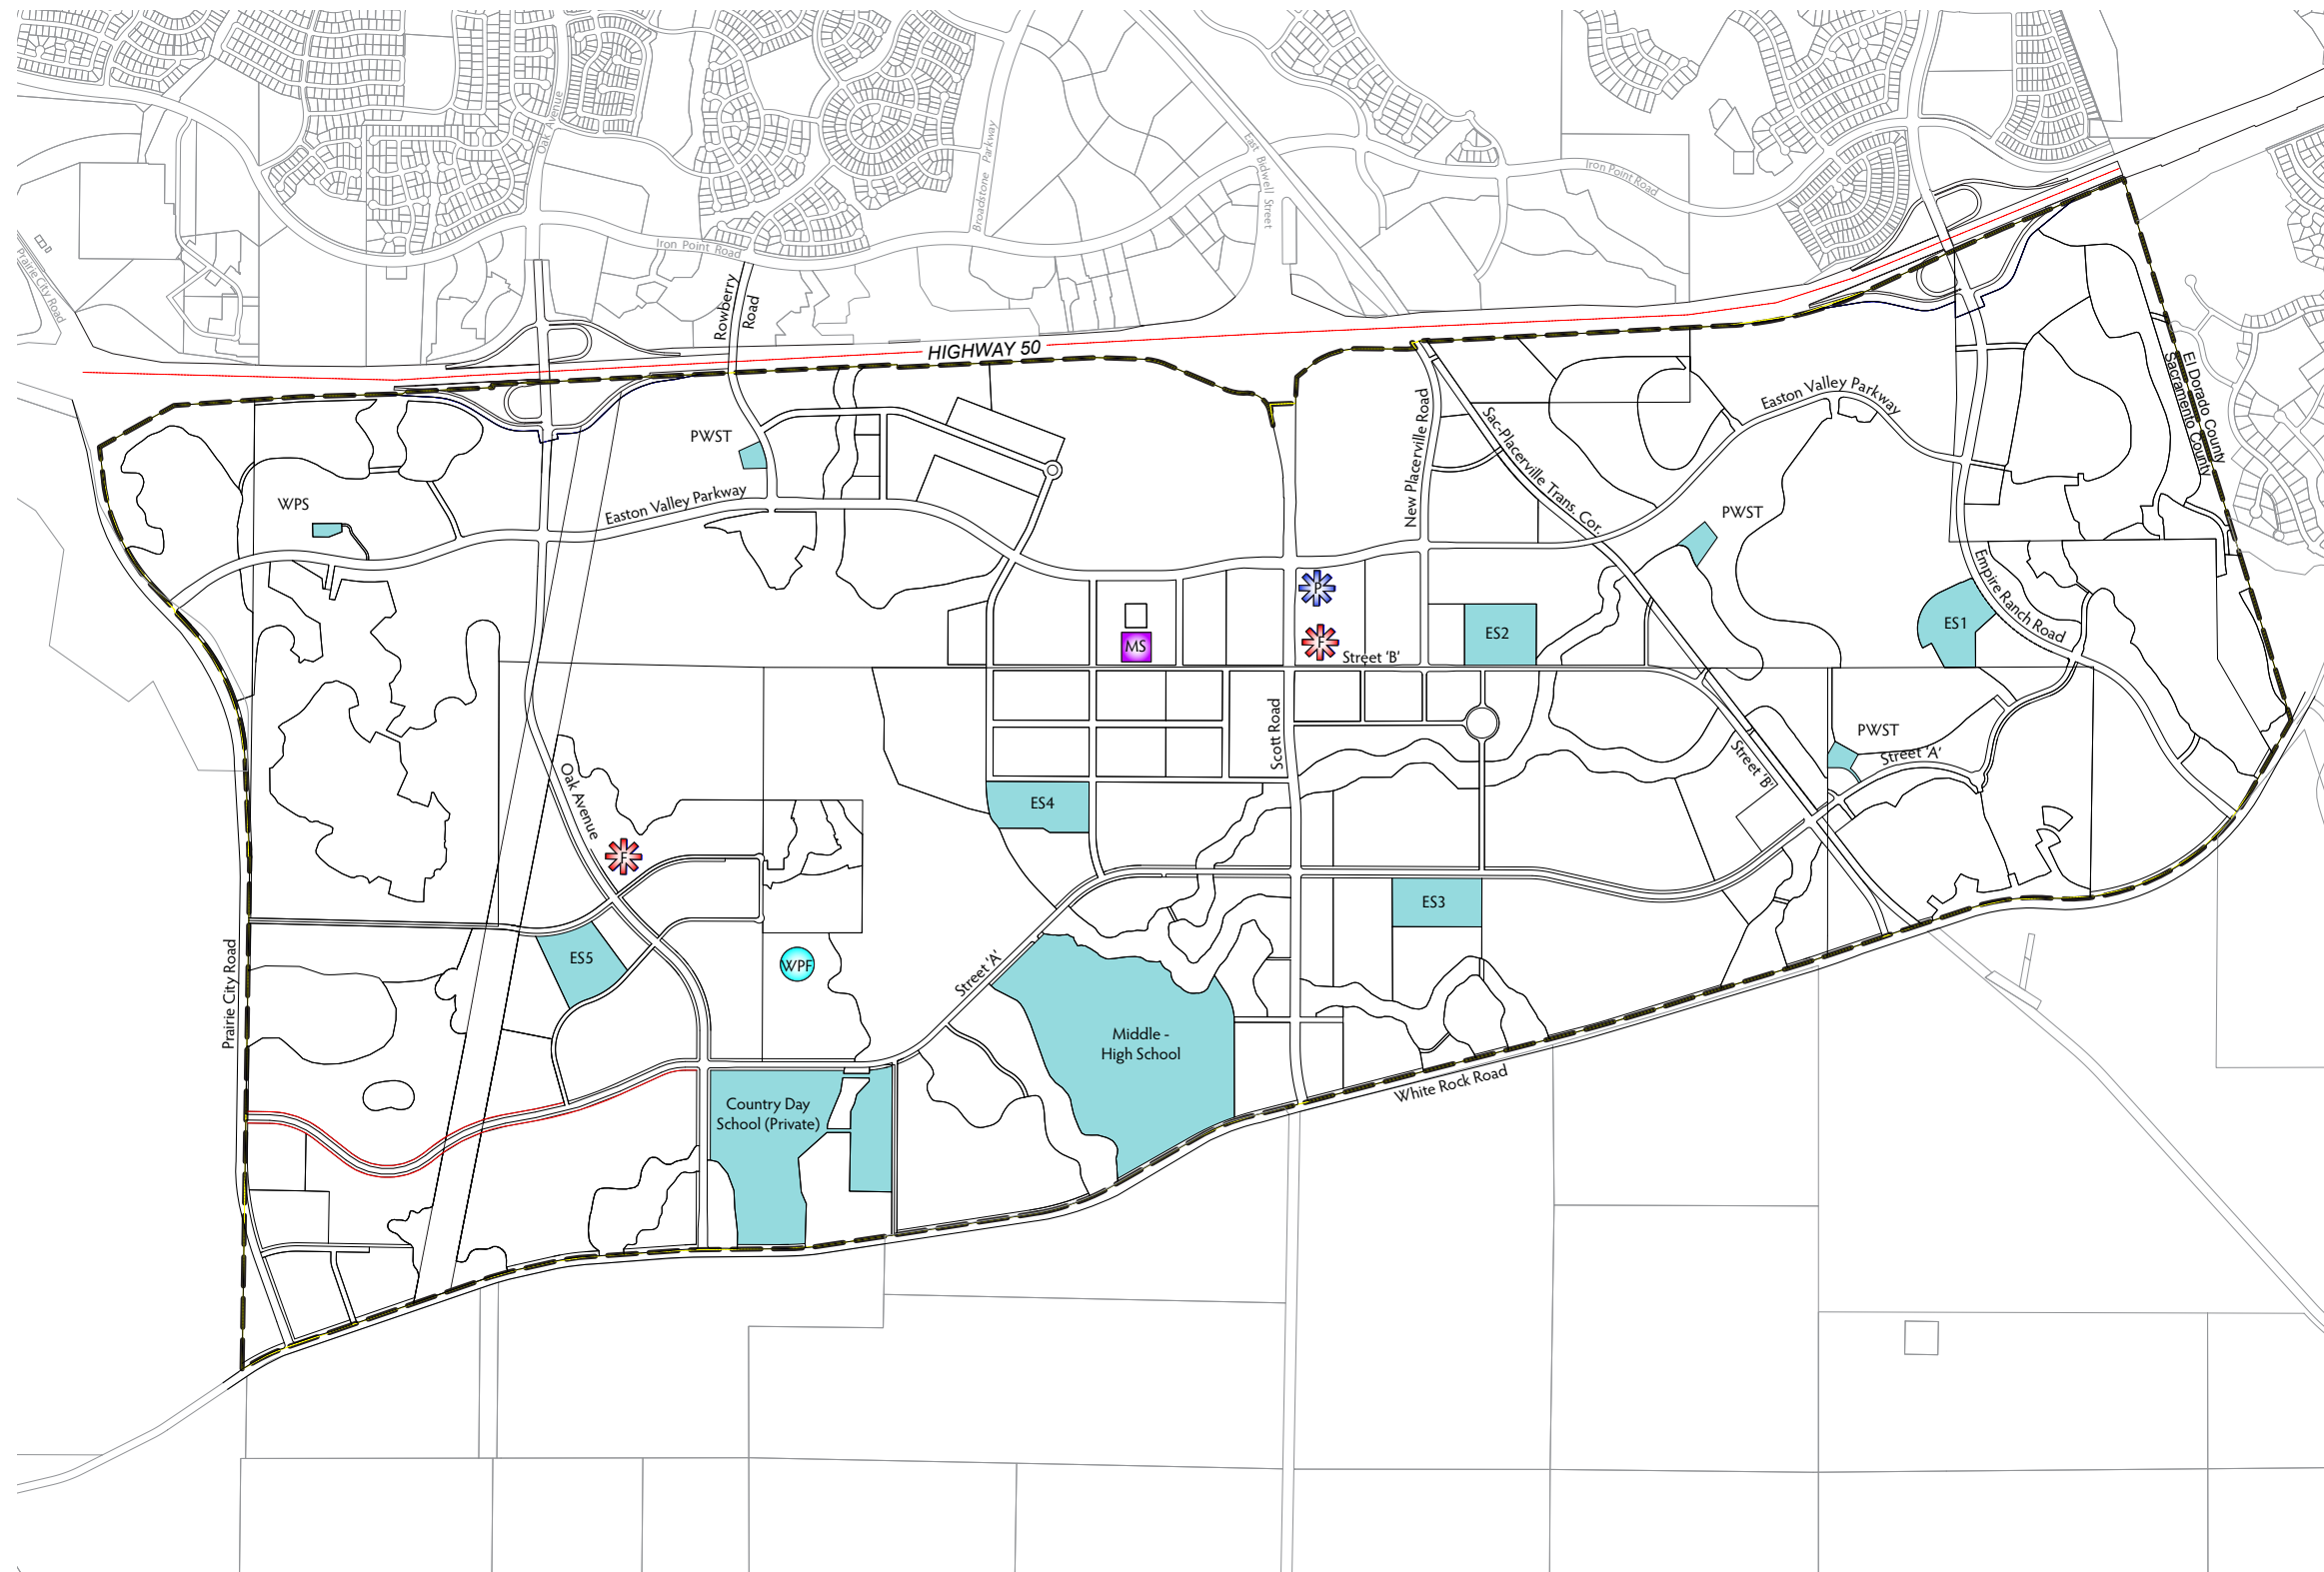 Oak Avenue
Broadstone Parkway
East Bidwell Street
Iron Point Road
Iron Point Road
Prairie City Road
Rowberry
Road
HIGHWAY 50
El Dorado County
Sacramento County
PWST
New Placerville Road
Sac-Placerville Trans. Cor.
Easton Valley Parkway
WPS
Easton Valley Parkway
PWST
Empire Ranch Road
P
MS
F
Street 'B'
ES2
ES1
Scott Road
PWST
Street 'A'
Street 'B'
Oak Avenue
ES4
F
ES3
ES5
WPF
Street 'A'
Prairie City Road
Middle -
High School
White Rock Road
Country Day
School (Private)